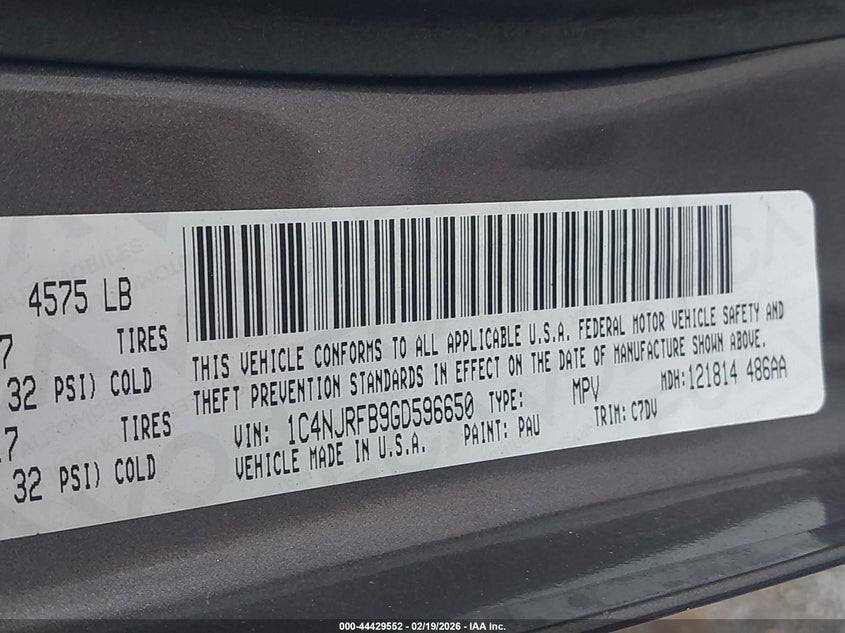 4575 LB
7 TIRES
32 PSI) COLD
7 TIRES
32 PSI) COLD
THIS VEHICLE CONFORMS TO ALL APPLICABLE U.S.A. FEDERAL MOTOR VEHICLE SAFETY AND
THEFT PREVENTION STANDARDS IN EFFECT ON THE DATE OF MANUFACTURE SHOWN ABOVE.
VIN: 1C4NJRFB9GD596650 TYPE: MPV MDH:121814 486AA
VEHICLE MADE IN U.S.A. PAINT: PAU TRIM: C7DV
000-44429552 - 02/19/2026 - IAA Inc.